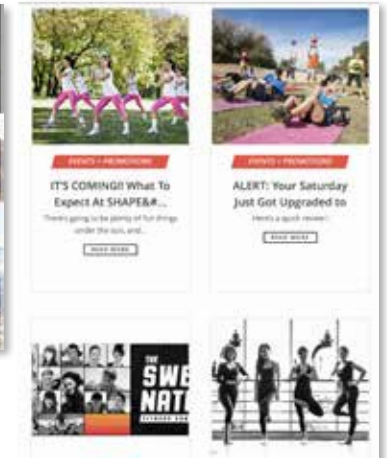 EVENTS + PROMOTIONS
IT'S COMING!! What To
Expect At SHAPE&#...
There's going to be plenty of fun things
under the sun, and...
READ MORE
EVENTS + PROMOTIONS
ALERT: Your Saturday
Just Got Upgraded to
Here's a quick review!
READ MORE
THE
SWE
NATI